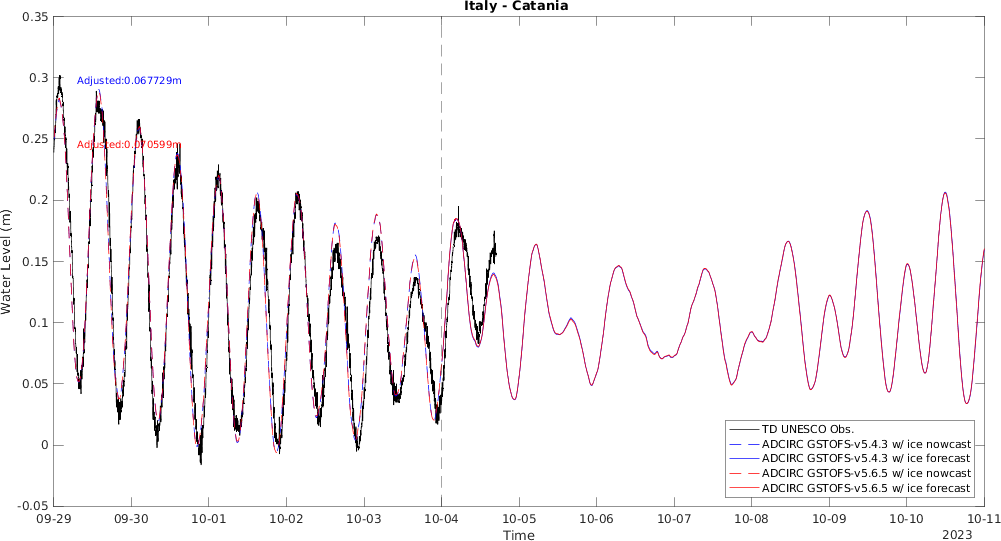 Italy - Catania
0.35
0.3
0.25
0.2
0.15
0.1
0.05
0
-0.05
Water Level (m)
Adjusted:0.067729m
Adjusted:0.070599m
TD UNESCO Obs.
ADCIRC GSTOFS-v5.4.3 w/ ice nowcast
ADCIRC GSTOFS-v5.4.3 w/ ice forecast
ADCIRC GSTOFS-v5.6.5 w/ ice nowcast
ADCIRC GSTOFS-v5.6.5 w/ ice forecast
09-29 09-30 10-01 10-02 10-03 10-04 10-05 10-06 10-07 10-08 10-09 10-10 10-11
Time
2023